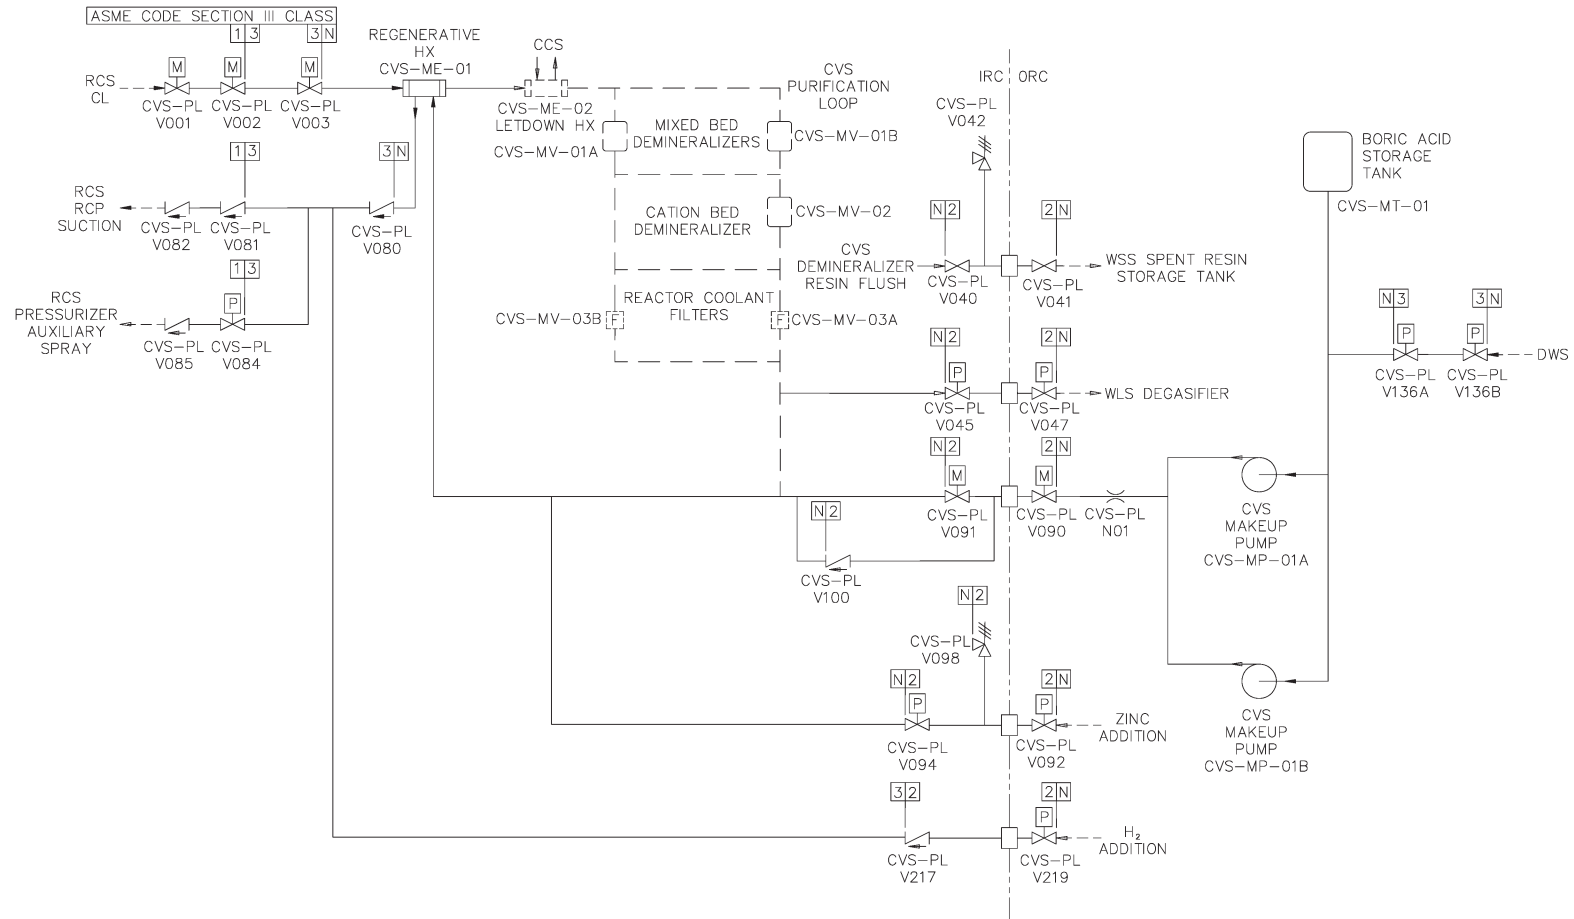 ASME CODE SECTION III CLASS
1 3
3 N
REGENERATIVE
HX
CVS-ME-01
CCS
M
M
M
RCS
CL
CVS-PL
V001
CVS-PL
V002
CVS-PL
V003
CVS-ME-02
LETDOWN HX
CVS-MV-01A
MIXED BED
DEMINERALIZERS
CVS
PURIFICATION
LOOP
CVS-MV-01B
IRC
ORC
CVS-PL
V042
BORIC ACID
STORAGE
TANK
CVS-MT-01
1 3
3 N
RCS
RCP
SUCTION
CVS-PL
V082
CVS-PL
V081
CVS-PL
V080
CATION BED
DEMINERALIZER
CVS-MV-02
N 2
2 N
CVS
DEMINERALIZER
RESIN FLUSH
CVS-PL
V040
CVS-PL
V041
WSS SPENT RESIN
STORAGE TANK
1 3
P
RCS
PRESSURIZER
AUXILIARY
SPRAY
CVS-PL
V085
CVS-PL
V084
REACTOR COOLANT
FILTERS
CVS-MV-03B
F
F
CVS-MV-03A
N 3
3 N
P
P
DWS
CVS-PL
V136A
CVS-PL
V136B
N 2
2 N
P
P
CVS-PL
V045
CVS-PL
V047
WLS DEGASIFIER
N 2
2 N
M
M
CVS-PL
V091
CVS-PL
V090
CVS-PL
N01
CVS
MAKEUP
PUMP
CVS-MP-01A
N 2
CVS-PL
V100
N 2
CVS-PL
V098
N 2
2 N
P
P
CVS-PL
V094
CVS-PL
V092
ZINC
ADDITION
CVS
MAKEUP
PUMP
CVS-MP-01B
3 2
2 N
P
CVS-PL
V217
CVS-PL
V219
H₂
ADDITION